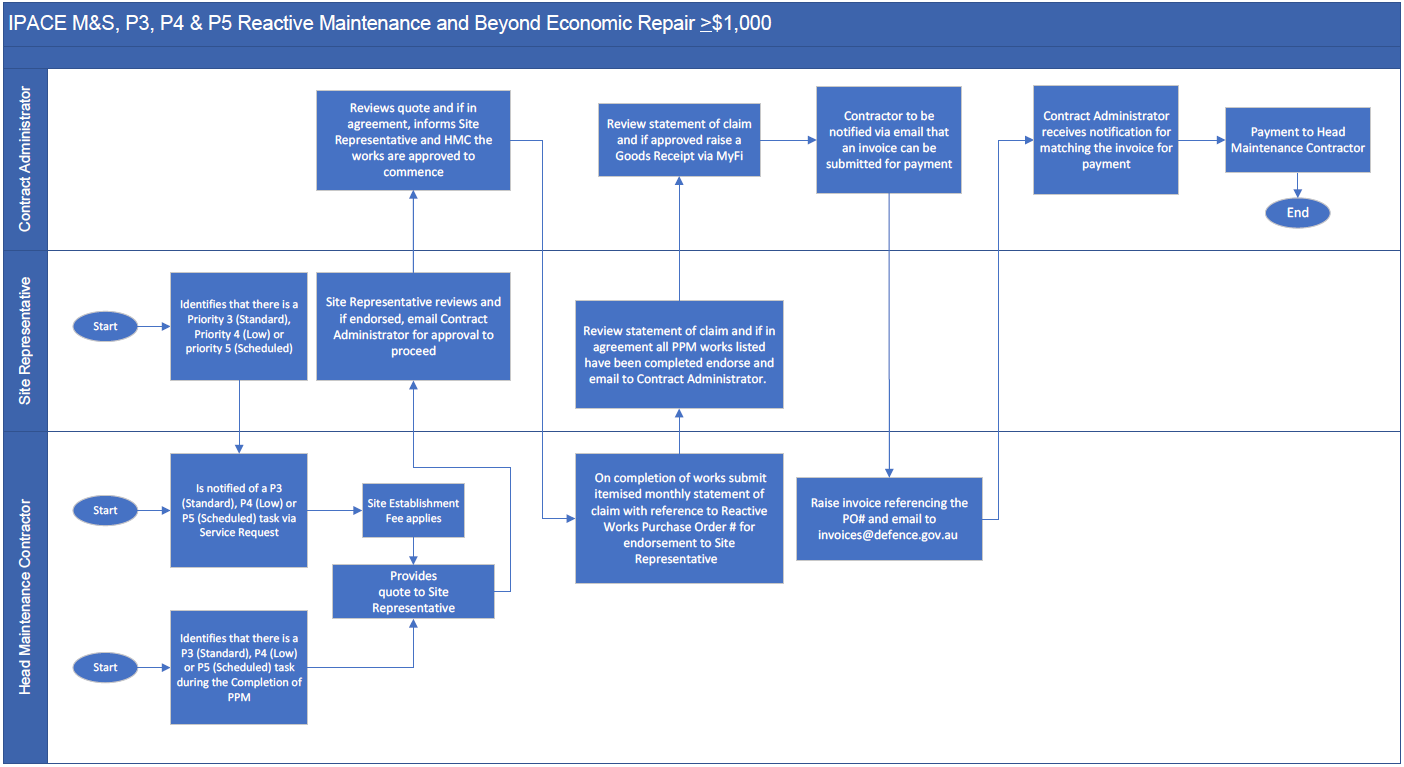 IPACE M&S, P3, P4 & P5 Reactive Maintenance and Beyond Economic Repair ≥$1,000
Contract Administrator
Reviews quote and if in
agreement, informs Site
Representative and HMC the
works are approved to
commence
Review statement of claim
and if approved raise a
Goods Receipt via MyFi
Contractor to be
notified via email that
an invoice can be
submitted for payment
Contract Administrator
receives notification for
matching the invoice for
payment
Payment to Head
Maintenance Contractor
End
Site Representative
Start
Identifies that there is a
Priority 3 (Standard),
Priority 4 (Low) or
priority 5 (Scheduled)
Site Representative reviews and
if endorsed, email Contract
Administrator for approval to
proceed
Review statement of claim and if in
agreement all PPM works listed
have been completed endorse and
email to Contract Administrator.
Head Maintenance Contractor
Start
Is notified of a P3
(Standard), P4 (Low) or
P5 (Scheduled) task via
Service Request
Site Establishment
Fee applies
Provides
quote to Site
Representative
On completion of works submit
itemised monthly statement of
claim with reference to Reactive
Works Purchase Order # for
endorsement to Site
Representative
Raise invoice referencing the
PO# and email to
invoices@defence.gov.au
Start
Identifies that there is a
P3 (Standard), P4 (Low)
or P5 (Scheduled) task
during the Completion of
PPM